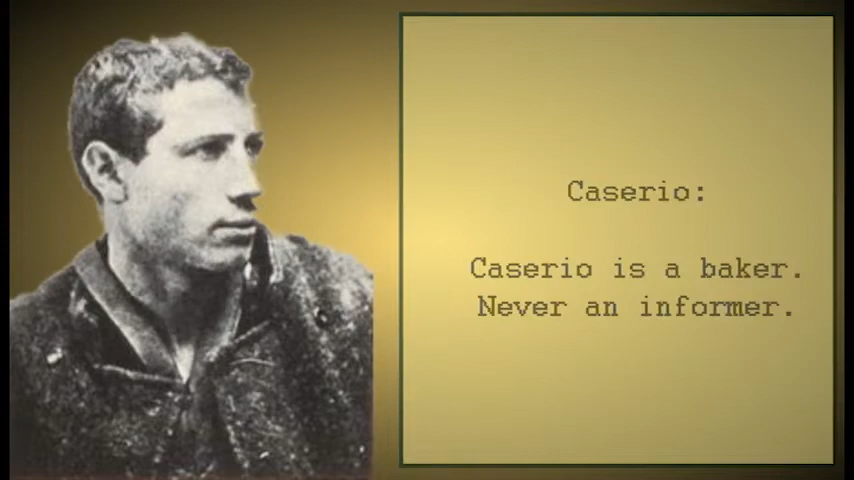 Caserio:
Caserio is a baker.
Never an informer.